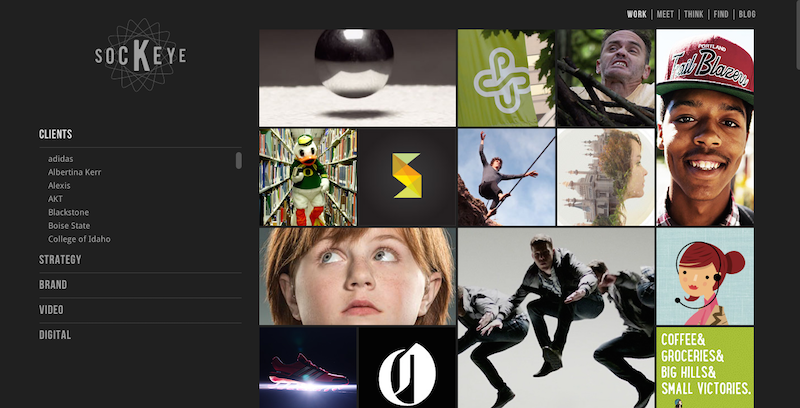 WORK | MEET | THINK | FIND | BLOG
SOCKEYE
CLIENTS
adidas
Albertina Kerr
Alexis
AKT
Blackstone
Boise State
College of Idaho
STRATEGY
BRAND
VIDEO
DIGITAL
PORTLAND
Trail Blazers
COFFEE&
GROCERIES&
BIG HILLS&
SMALL VICTORIES.